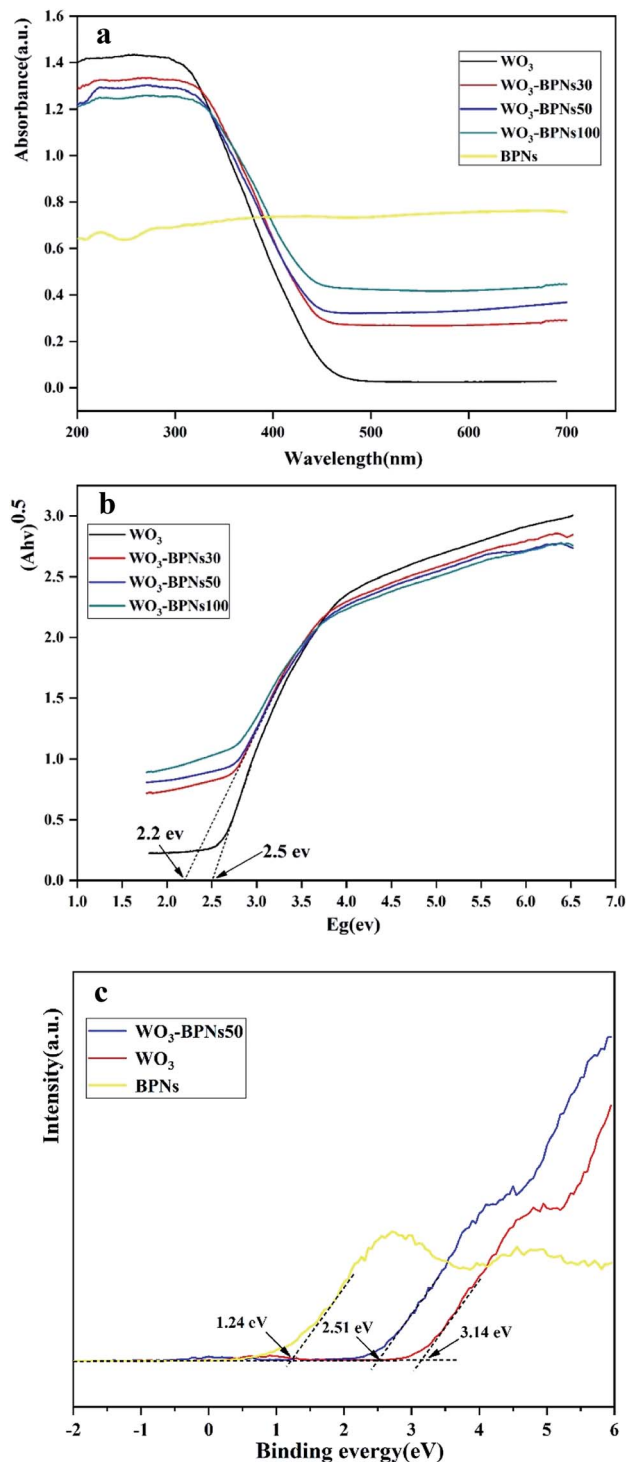 a
1.6
1.4
1.2
1.0
0.8
0.6
0.4
0.2
0.0
Absorbance(a.u.)
WO3
WO3-BPNs30
WO3-BPNs50
WO3-BPNs100
BPNs
200 300 400 500 600 700
Wavelength(nm)
b
(Ahv)0.5
3.0
2.5
2.0
1.5
1.0
0.5
0.0
WO3
WO3-BPNs30
WO3-BPNs50
WO3-BPNs100
2.2 ev
2.5 ev
1.0 1.5 2.0 2.5 3.0 3.5 4.0 4.5 5.0 5.5 6.0 6.5 7.0
Eg(ev)
c
Intensity(a.u.)
WO3-BPNs50
WO3
BPNs
1.24 eV
2.51 eV
3.14 eV
-2 -1 0 1 2 3 4 5 6
Binding evergy(eV)